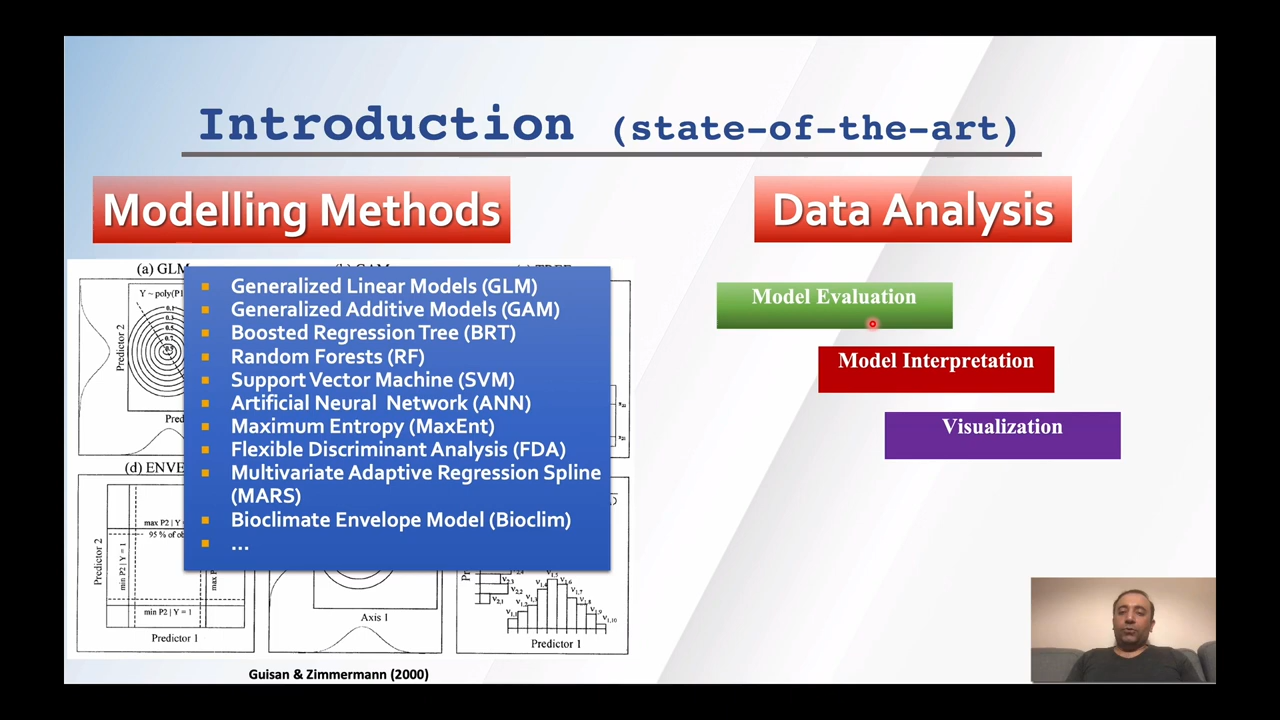 Introduction (state-of-the-art)
Modelling Methods
Data Analysis
(a) GLM
Y ~ poly(P1
Predictor 2
Generalized Linear Models (GLM)
Generalized Additive Models (GAM)
Boosted Regression Tree (BRT)
Random Forests (RF)
Support Vector Machine (SVM)
Artificial Neural Network (ANN)
Maximum Entropy (MaxEnt)
Flexible Discriminant Analysis (FDA)
Multivariate Adaptive Regression Spline
(MARS)
Bioclimate Envelope Model (Bioclim)
...
Model Evaluation
Model Interpretation
Visualization
Pred
(d) ENVE
Predictor 2
max P2 | Y
95 % of ob
min P2 | Y = 1
min P2 | Y = 1
max P
Predictor 1
Axis 1
Predictor 1
Guisan & Zimmermann (2000)